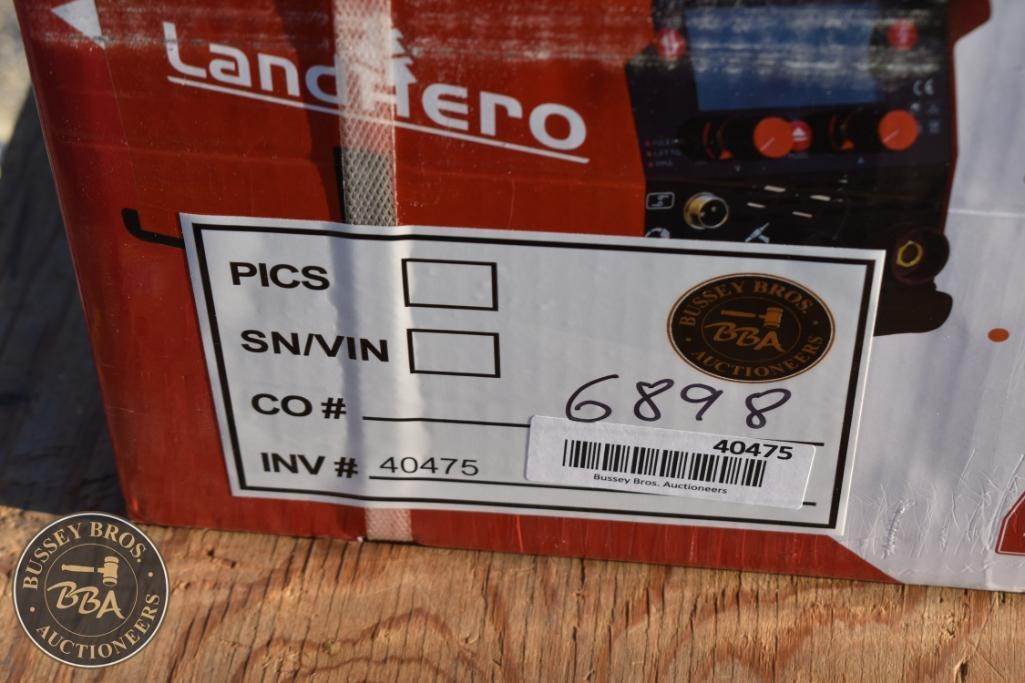 LandHero
PICS
SN/VIN
CO # 6898
INV # 40475
BUSSEY BROS.
BBA
AUCTIONEERS
40475
Bussey Bros. Auctioneers
BUSSEY BROS.
BBA
AUCTIONEERS